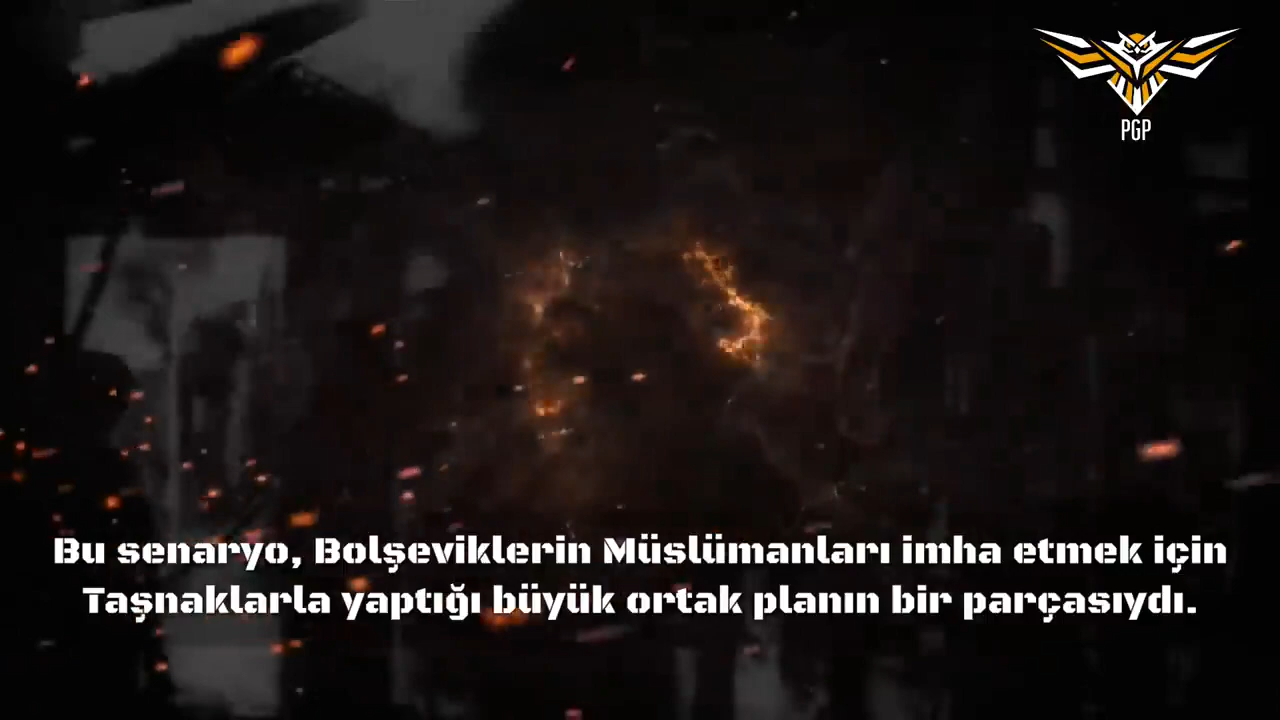 PGP
Bu senaryo, Bolşeviklerin Müslümanları imha etmek için
Taşnaklarla yaptığı büyük ortak planın bir parçasıydı.